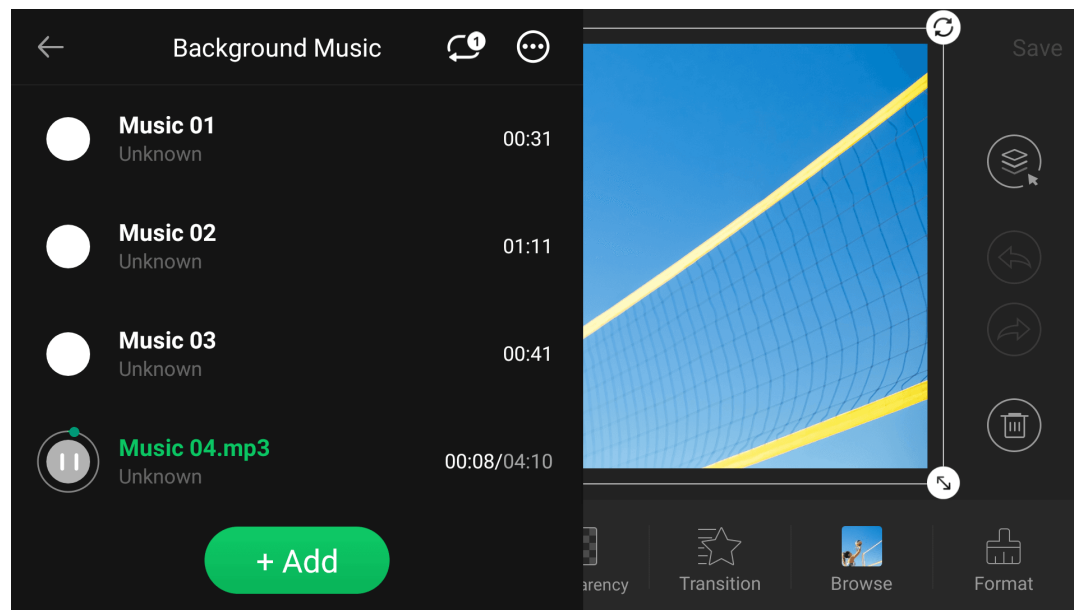 Background Music
1
Save
Music 01
Unknown
00:31
Music 02
Unknown
01:11
Music 03
Unknown
00:41
Music 04.mp3
Unknown
00:08/04:10
+ Add
arency
Transition
Browse
Format